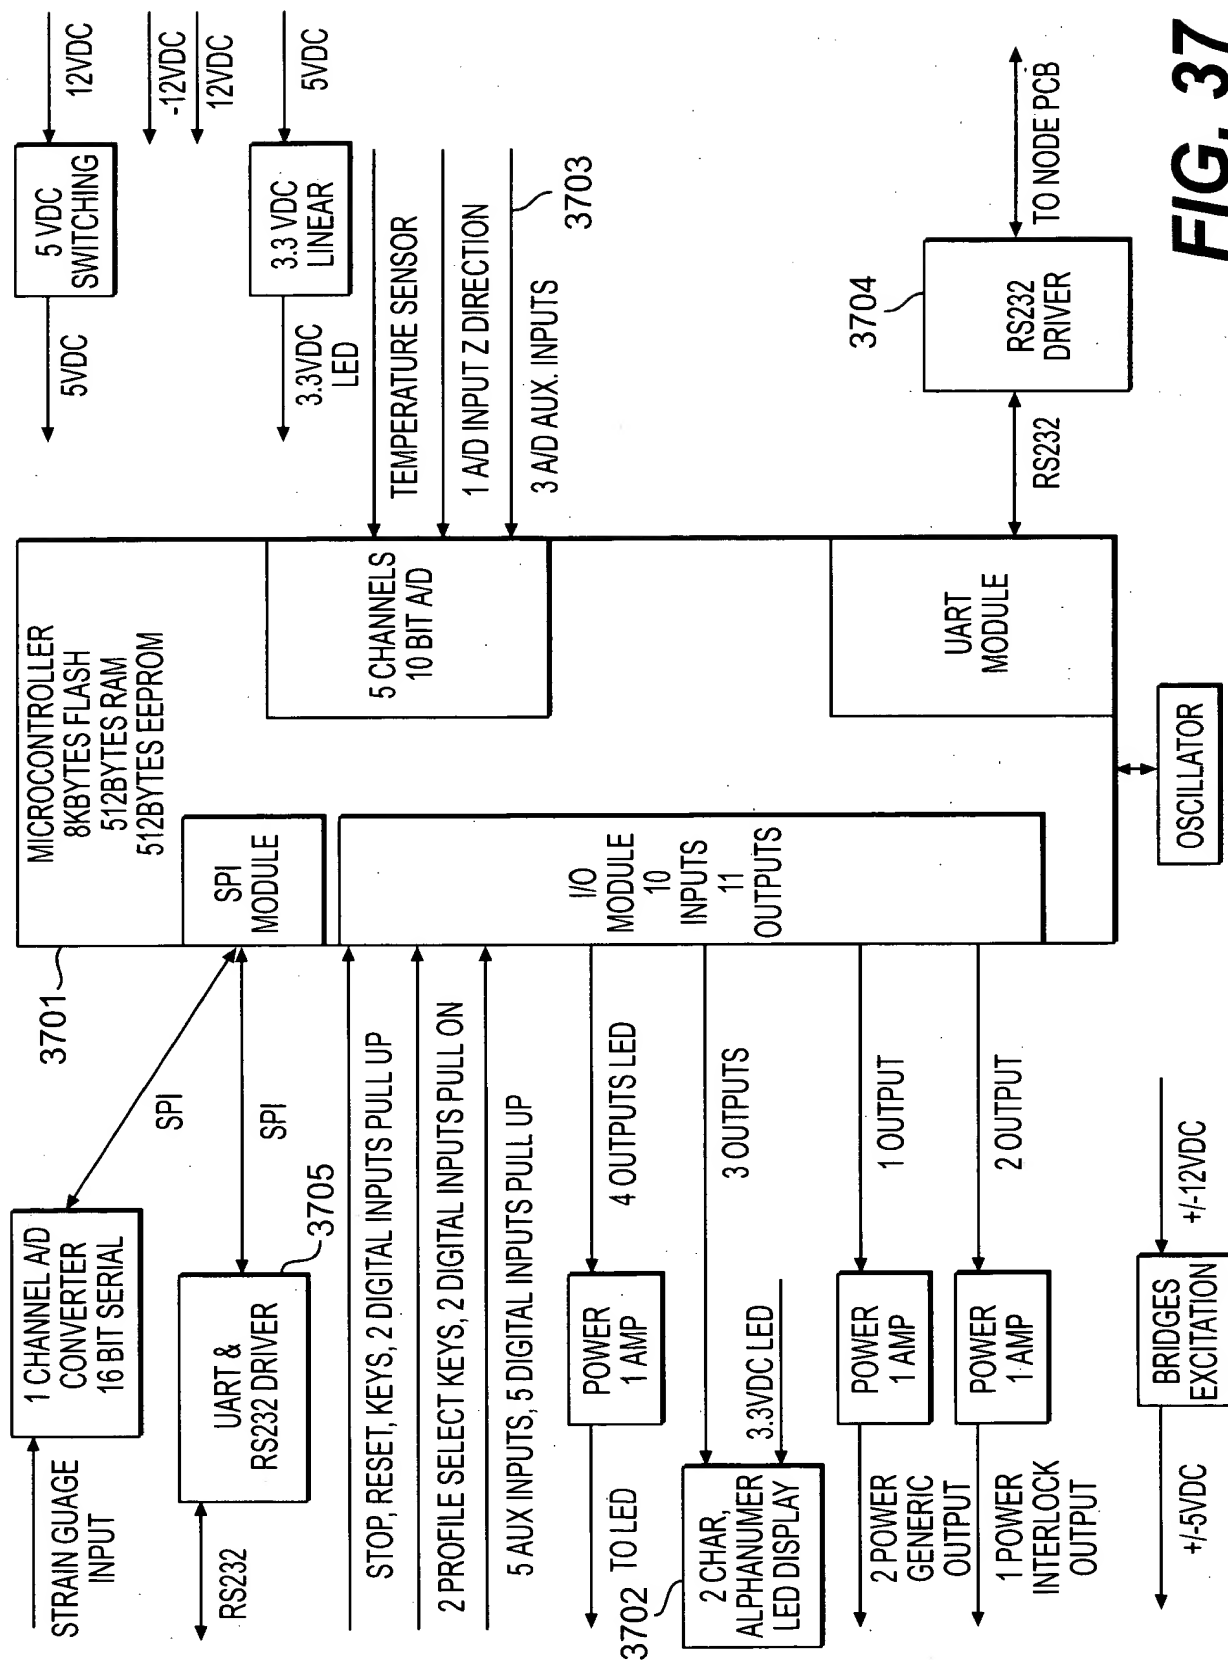 STRAIN GUAGE
INPUT
1 CHANNEL A/D
CONVERTER
16 BIT SERIAL
SPI
3701
MICROCONTROLLER
8KBYTES FLASH
512BYTES RAM
512BYTES EEPROM
5VDC
5 VDC
SWITCHING
12VDC
-12VDC
12VDC
RS232
UART &
RS232 DRIVER
3705
SPI
SPI
MODULE
3.3VDC
LED
3.3 VDC
LINEAR
5VDC
STOP, RESET, KEYS, 2 DIGITAL INPUTS PULL UP
2 PROFILE SELECT KEYS, 2 DIGITAL INPUTS PULL ON
5 AUX INPUTS, 5 DIGITAL INPUTS PULL UP
5 CHANNELS
10 BIT A/D
TEMPERATURE SENSOR
1 A/D INPUT Z DIRECTION
3 A/D AUX. INPUTS
3703
TO LED
POWER
1 AMP
4 OUTPUTS LED
I/O
MODULE
10
INPUTS
11
OUTPUTS
3702
2 CHAR,
ALPHANUMER
LED DISPLAY
3.3VDC LED
3 OUTPUTS
2 POWER
GENERIC
OUTPUT
POWER
1 AMP
1 OUTPUT
1 POWER
INTERLOCK
OUTPUT
POWER
1 AMP
2 OUTPUT
UART
MODULE
RS232
3704
RS232
DRIVER
TO NODE PCB
+/-5VDC
BRIDGES
EXCITATION
+/-12VDC
OSCILLATOR
FIG. 37